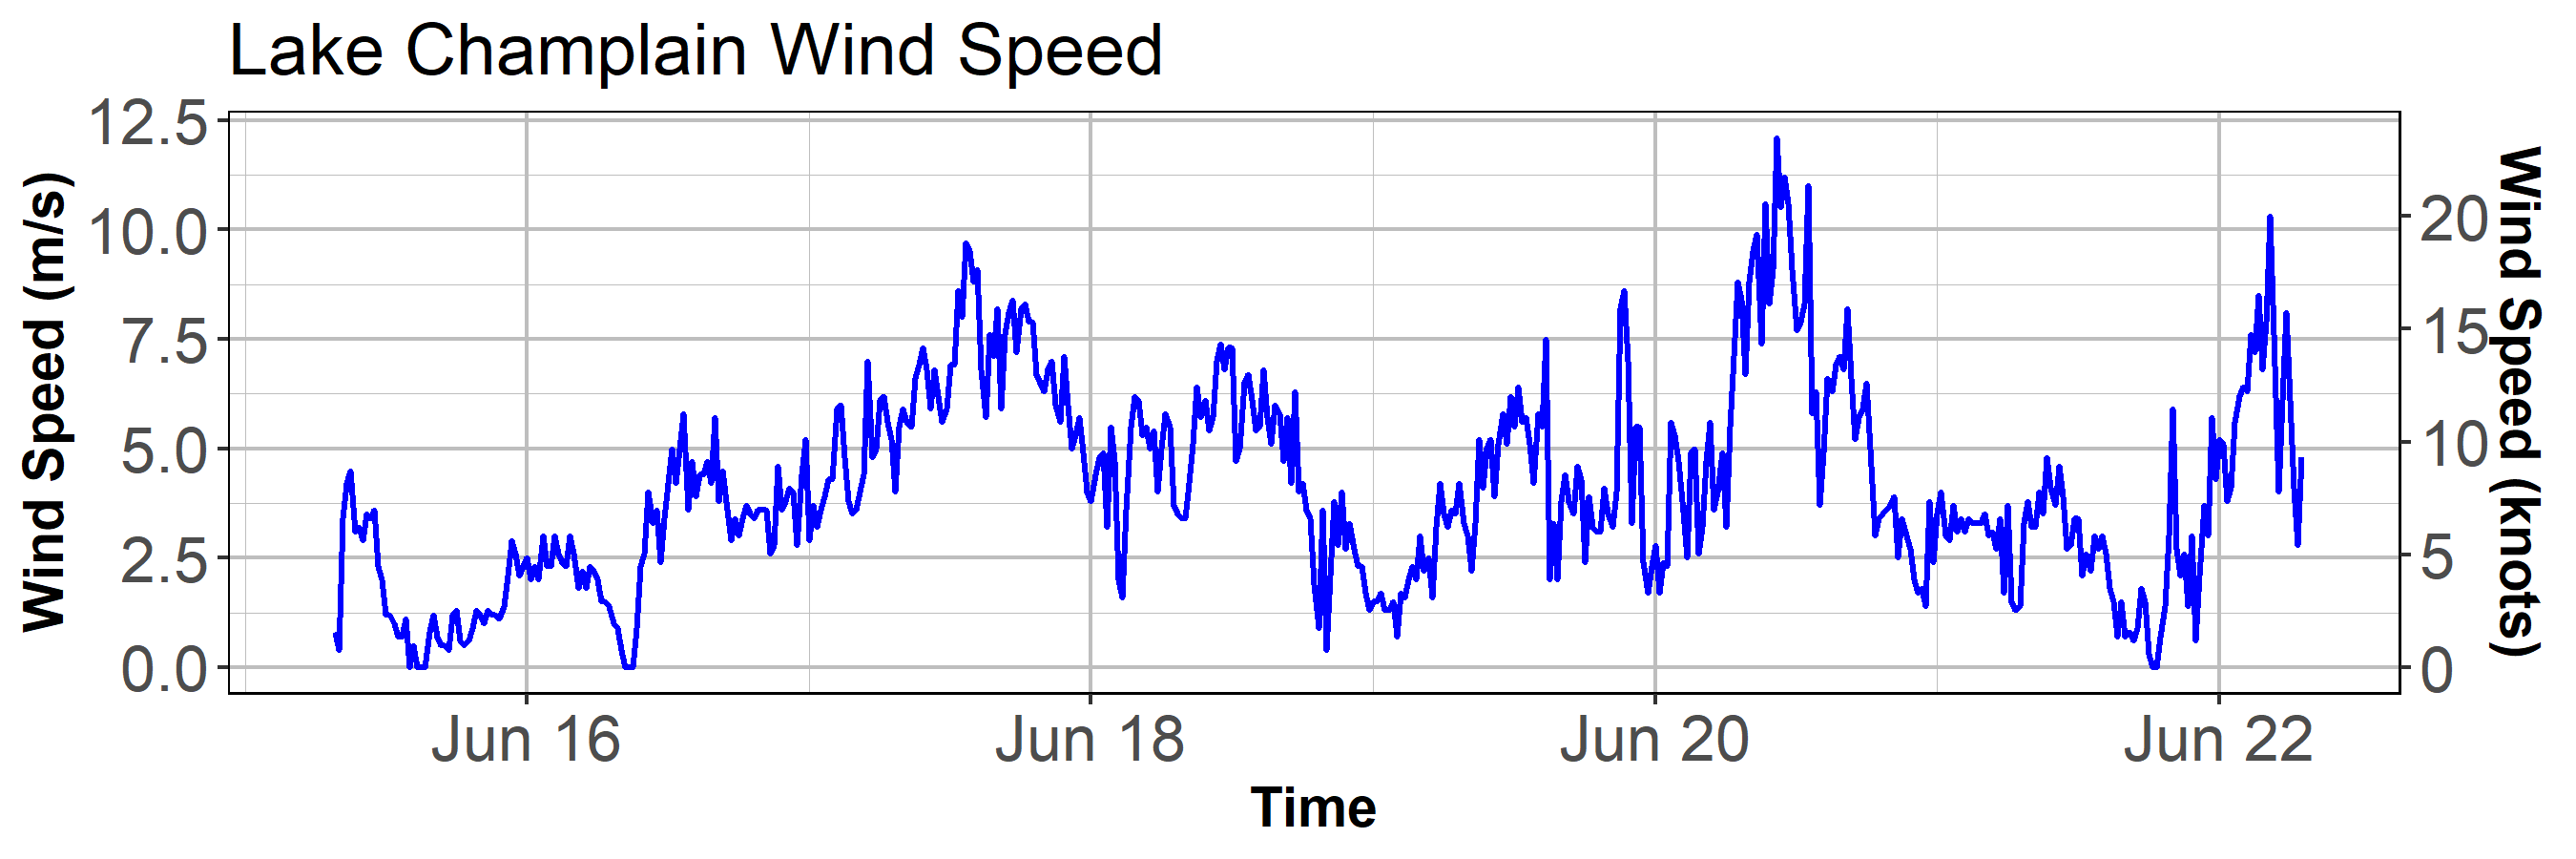 Lake Champlain Wind Speed
Wind Speed (m/s)
12.5
10.0
7.5
5.0
2.5
0.0
20
15
10
5
0
Wind Speed (knots)
Jun 16 Jun 18 Jun 20 Jun 22
Time